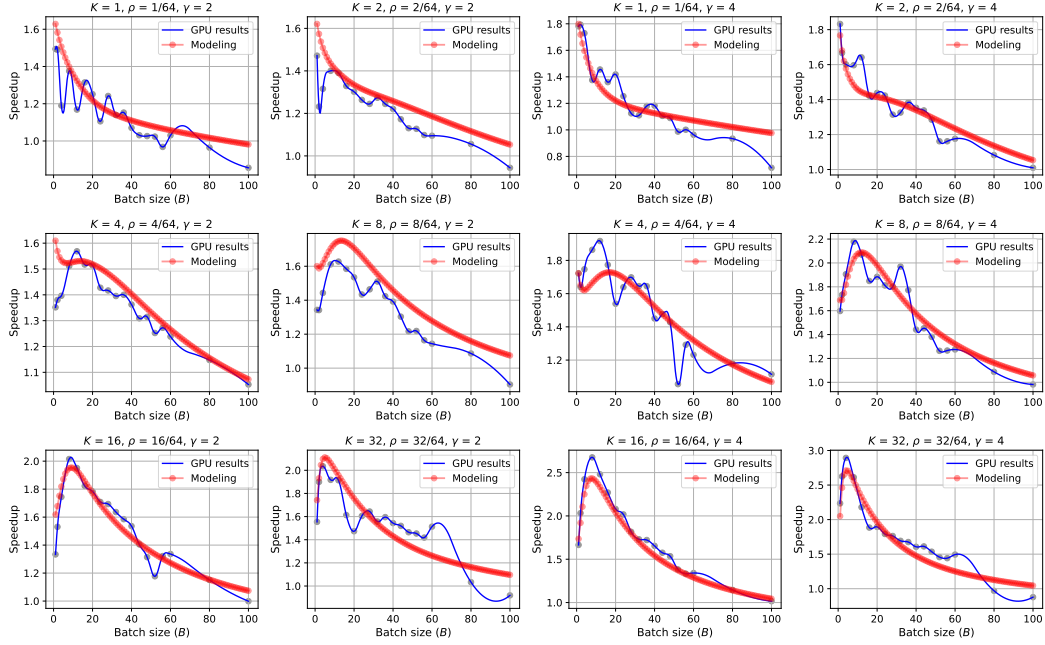 K = 1, ρ = 1/64, γ = 2
Speedup
1.6
1.4
1.2
1.0
GPU results
Modeling
0 20 40 60 80 100
Batch size (B)
K = 2, ρ = 2/64, γ = 2
Speedup
1.6
1.4
1.2
1.0
GPU results
Modeling
0 20 40 60 80 100
Batch size (B)
K = 1, ρ = 1/64, γ = 4
Speedup
1.8
1.6
1.4
1.2
1.0
0.8
GPU results
Modeling
0 20 40 60 80 100
Batch size (B)
K = 2, ρ = 2/64, γ = 4
Speedup
1.8
1.6
1.4
1.2
1.0
GPU results
Modeling
0 20 40 60 80 100
Batch size (B)
K = 4, ρ = 4/64, γ = 2
Speedup
1.6
1.5
1.4
1.3
1.2
1.1
GPU results
Modeling
0 20 40 60 80 100
Batch size (B)
K = 8, ρ = 8/64, γ = 2
Speedup
1.6
1.4
1.2
1.0
GPU results
Modeling
0 20 40 60 80 100
Batch size (B)
K = 4, ρ = 4/64, γ = 4
Speedup
1.8
1.6
1.4
1.2
GPU results
Modeling
0 20 40 60 80 100
Batch size (B)
K = 8, ρ = 8/64, γ = 4
Speedup
2.2
2.0
1.8
1.6
1.4
1.2
1.0
GPU results
Modeling
0 20 40 60 80 100
Batch size (B)
K = 16, ρ = 16/64, γ = 2
Speedup
2.0
1.8
1.6
1.4
1.2
1.0
GPU results
Modeling
0 20 40 60 80 100
Batch size (B)
K = 32, ρ = 32/64, γ = 2
Speedup
2.0
1.8
1.6
1.4
1.2
1.0
GPU results
Modeling
0 20 40 60 80 100
Batch size (B)
K = 16, ρ = 16/64, γ = 4
Speedup
2.5
2.0
1.5
1.0
GPU results
Modeling
0 20 40 60 80 100
Batch size (B)
K = 32, ρ = 32/64, γ = 4
Speedup
3.0
2.5
2.0
1.5
1.0
GPU results
Modeling
0 20 40 60 80 100
Batch size (B)